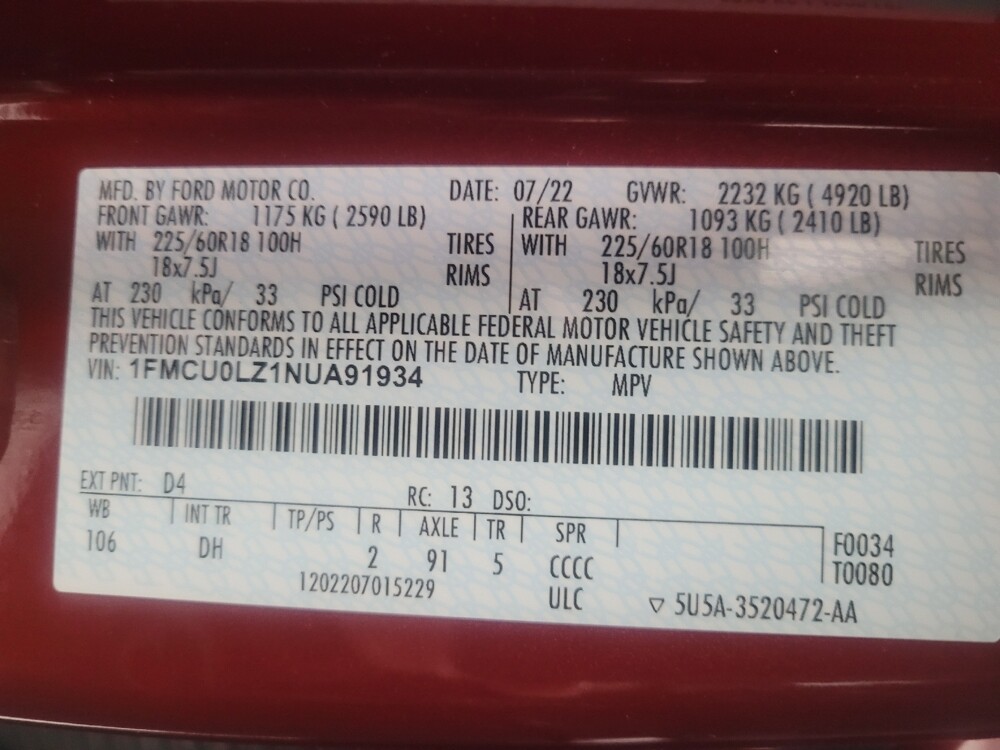 MFD. BY FORD MOTOR CO. DATE: 07/22 GVWR: 2232 KG ( 4920 LB)
FRONT GAWR: 1175 KG ( 2590 LB) REAR GAWR: 1093 KG ( 2410 LB)
WITH 225/60R18 100H TIRES WITH 225/60R18 100H TIRES
18x7.5J RIMS 18x7.5J RIMS
AT 230 kPa/ 33 PSI COLD AT 230 kPa/ 33 PSI COLD
THIS VEHICLE CONFORMS TO ALL APPLICABLE FEDERAL MOTOR VEHICLE SAFETY AND THEFT
PREVENTION STANDARDS IN EFFECT ON THE DATE OF MANUFACTURE SHOWN ABOVE.
VIN: 1FMCU0LZ1NUA91934 TYPE: MPV
EXT PNT: D4 RC: 13 DSO:
WB INT TR TP/PS R AXLE TR SPR
106 DH 2 91 5 CCCC F0034
T0080
1202207015229 ULC ▽ 5U5A-3520472-AA